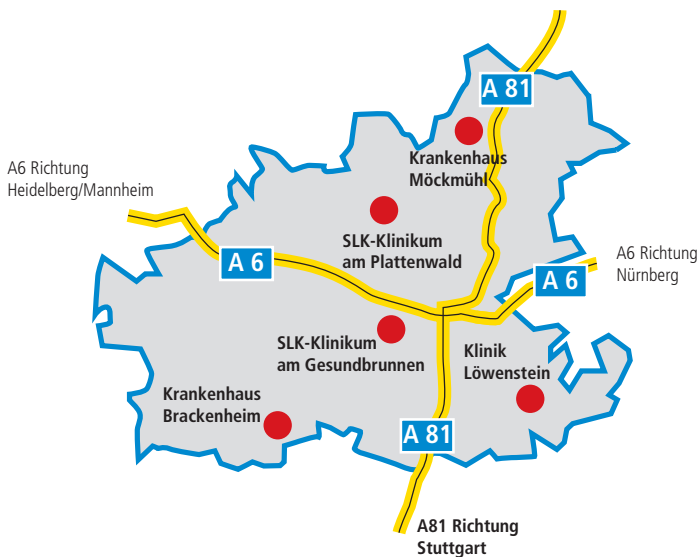 A 81
Krankenhaus
Möckmühl
A6 Richtung
Heidelberg/Mannheim
SLK-Klinikum
am Plattenwald
A 6
A6 Richtung
Nürnberg
A 6
SLK-Klinikum
am Gesundbrunnen
Klinik
Löwenstein
Krankenhaus
Brackenheim
A 81
A81 Richtung
Stuttgart